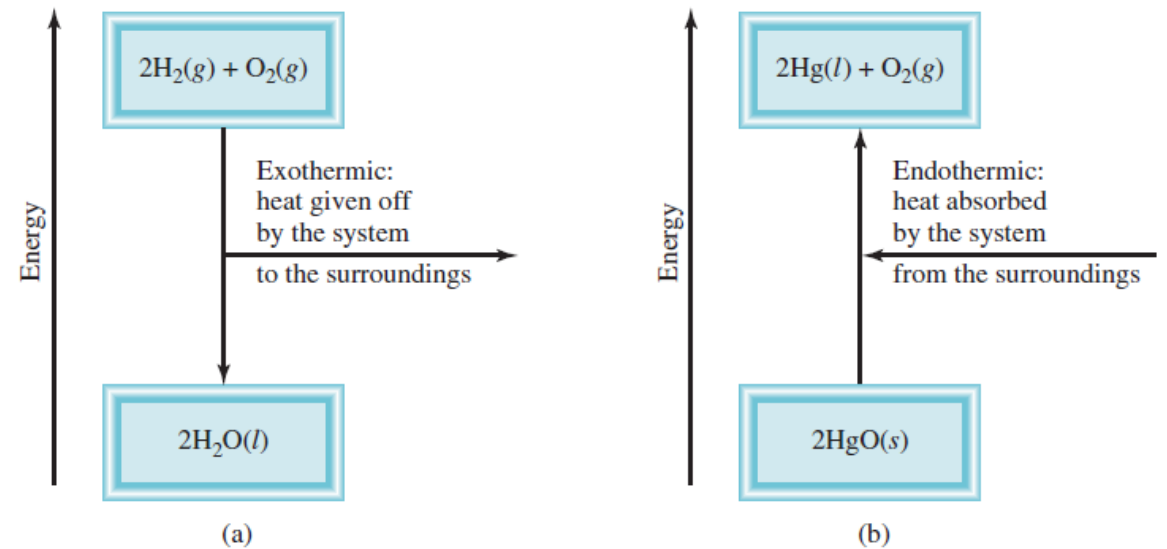 Energy
2H₂(g) + O₂(g)
Exothermic:
heat given off
by the system
to the surroundings
2H₂O(l)
(a)
Energy
2Hg(l) + O₂(g)
Endothermic:
heat absorbed
by the system
from the surroundings
2HgO(s)
(b)